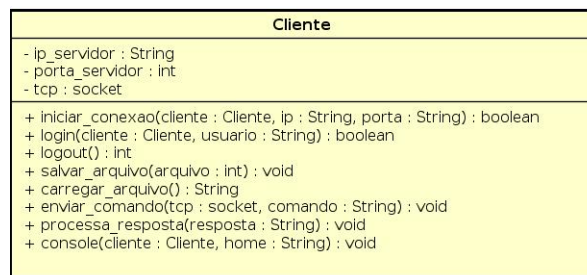 Cliente
- ip_servidor : String
- porta_servidor : int
- tcp : socket
+ iniciar_conexao(cliente : Cliente, ip : String, porta : String) : boolean
+ login(cliente : Cliente, usuario : String) : boolean
+ logout() : int
+ salvar_arquivo(arquivo : int) : void
+ carregar_arquivo() : String
+ enviar_comando(tcp : socket, comando : String) : void
+ processa_resposta(resposta : String) : void
+ console(cliente : Cliente, home : String) : void